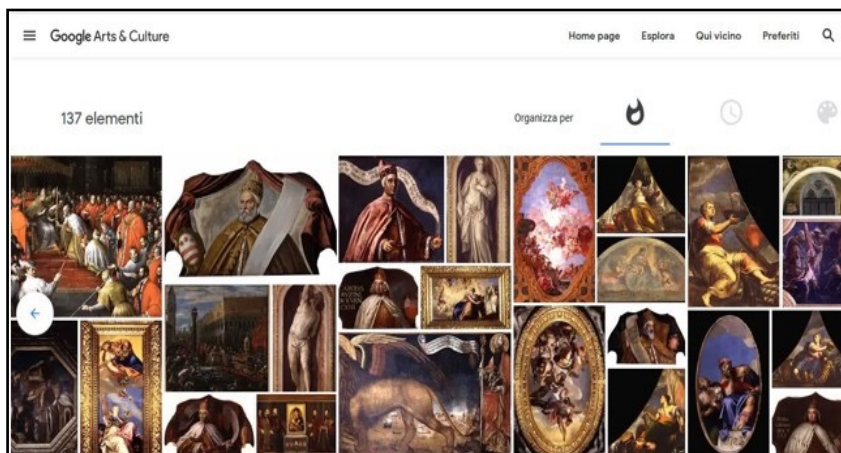 Google Arts & Culture
Home page Esplora Qui vicino Preferiti
137 elementi
Organizza per